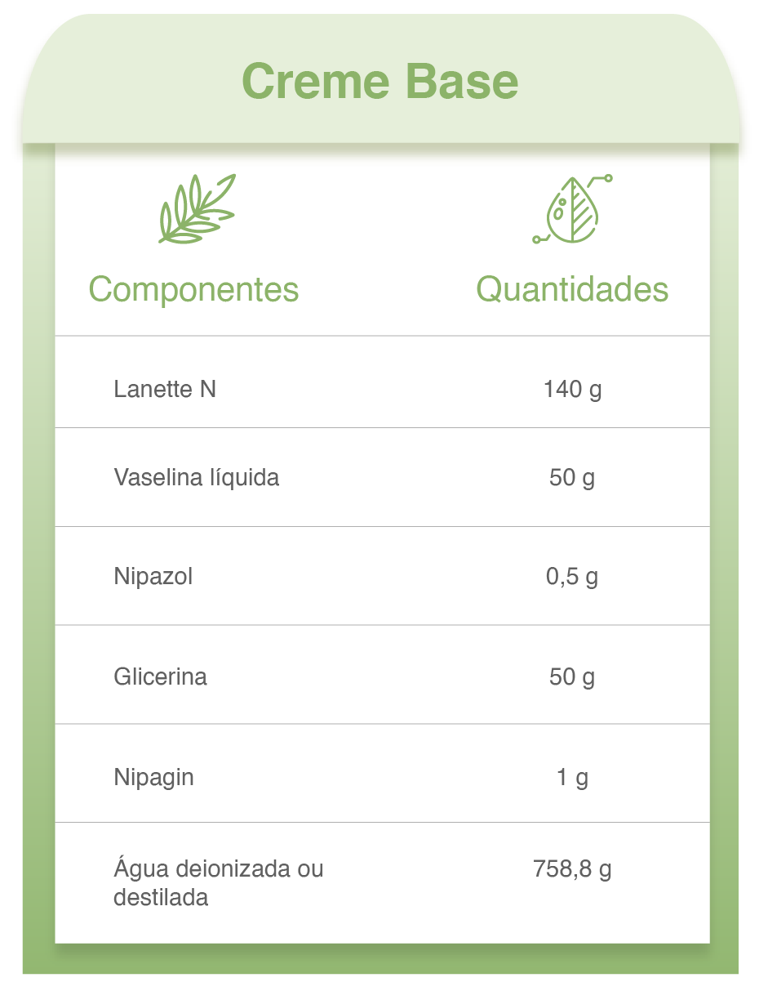 Creme Base
Componentes Quantidades
Lanette N 140 g
Vaselina líquida 50 g
Nipazol 0,5 g
Glicerina 50 g
Nipagin 1 g
Água deionizada ou 758,8 g
destilada